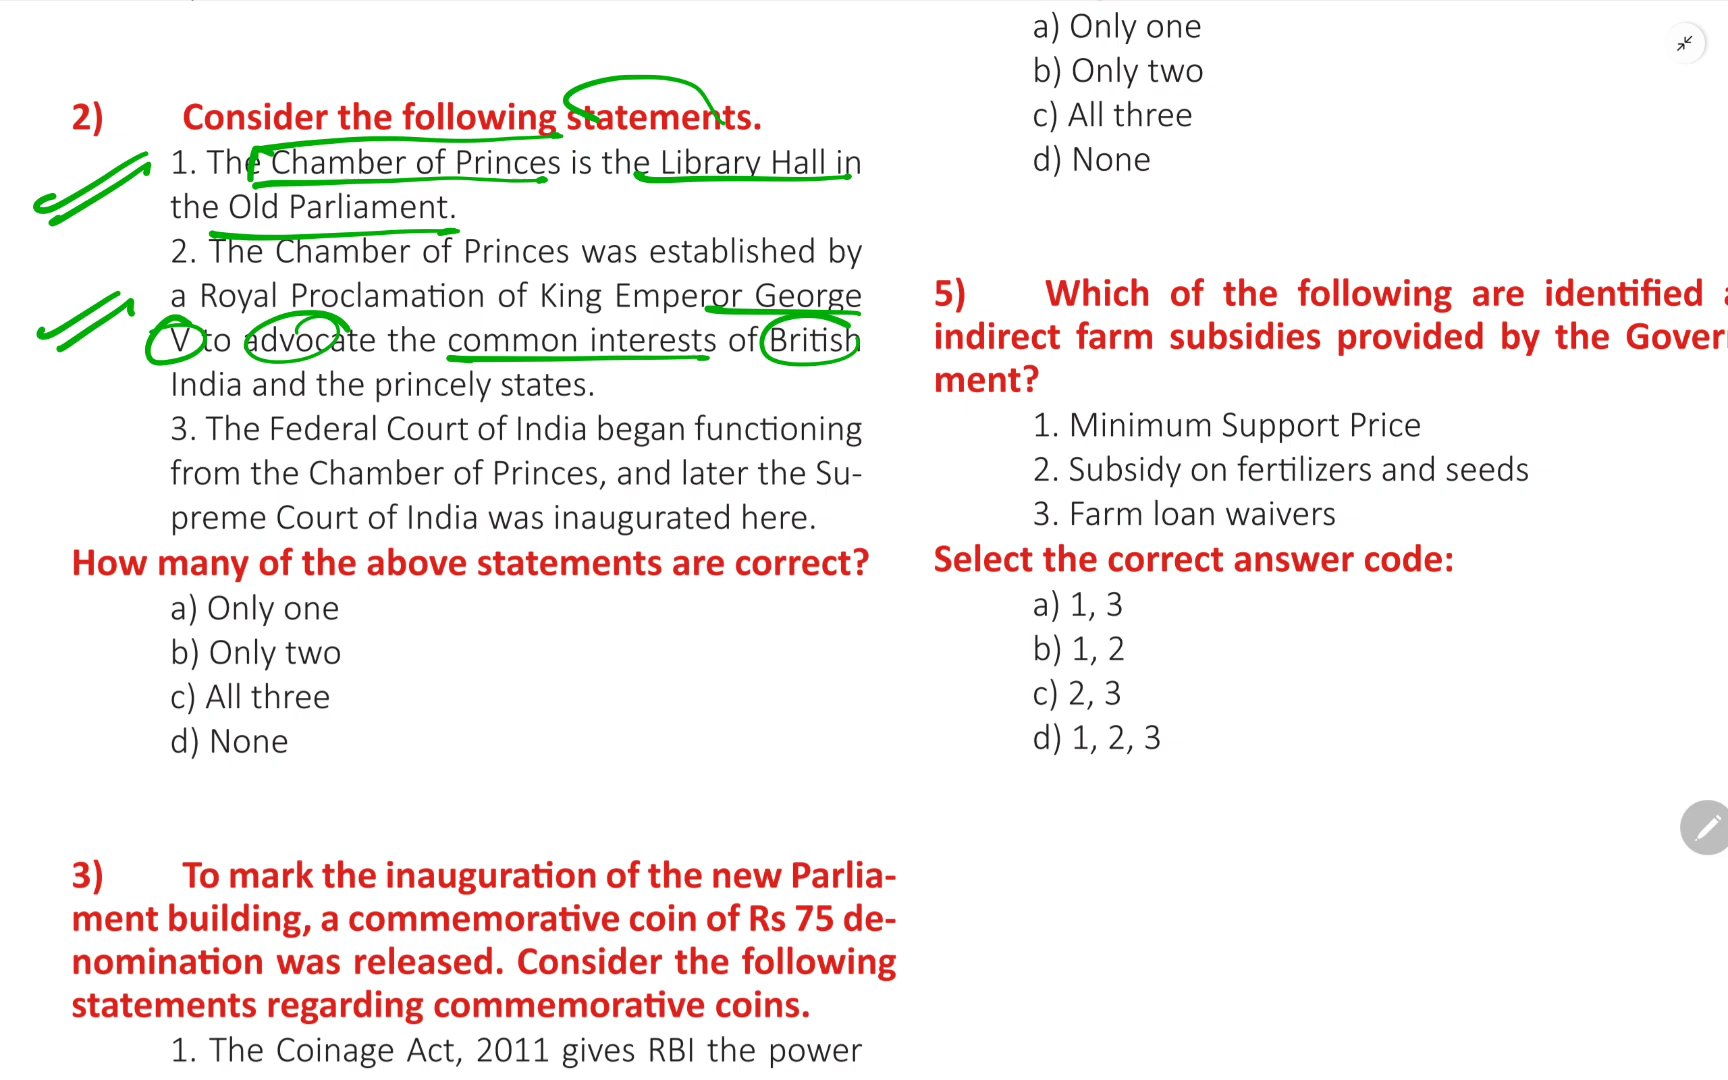 2) Consider the following statements.
1. The Chamber of Princes is the Library Hall in
the Old Parliament.
2. The Chamber of Princes was established by
a Royal Proclamation of King Emperor George
V to advocate the common interests of British
India and the princely states.
3. The Federal Court of India began functioning
from the Chamber of Princes, and later the Su-
preme Court of India was inaugurated here.
How many of the above statements are correct?
a) Only one
b) Only two
c) All three
d) None
3) To mark the inauguration of the new Parlia-
ment building, a commemorative coin of Rs 75 de-
nomination was released. Consider the following
statements regarding commemorative coins.
1. The Coinage Act, 2011 gives RBI the power
a) Only one
b) Only two
c) All three
d) None
5) Which of the following are identified
indirect farm subsidies provided by the Gover
ment?
1. Minimum Support Price
2. Subsidy on fertilizers and seeds
3. Farm loan waivers
Select the correct answer code:
a) 1, 3
b) 1, 2
c) 2, 3
d) 1, 2, 3